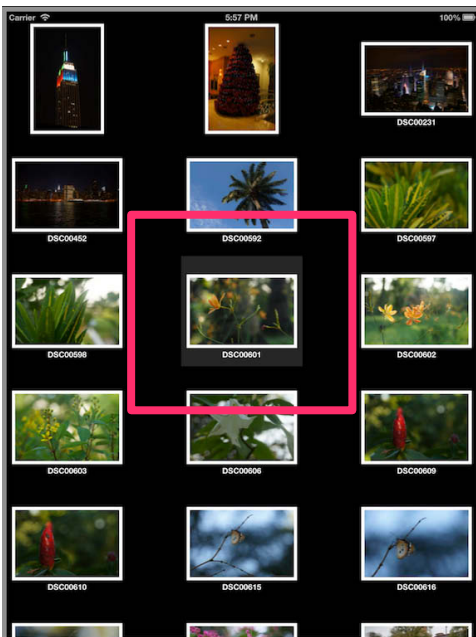 Carrier 5:57 PM 100%
DSC00231
DSC00452 DSC00592 DSC00597
DSC00598 DSC00601 DSC00602
DSC00603 DSC00606 DSC00609
DSC00610 DSC00615 DSC00616